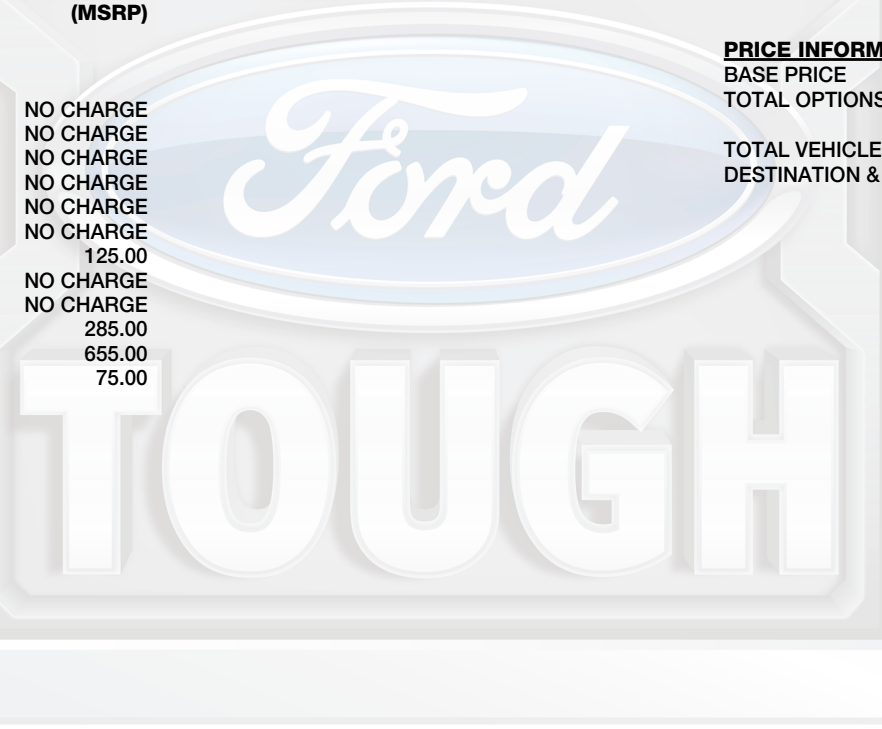 (MSRP)
NO CHARGE
NO CHARGE
NO CHARGE
NO CHARGE
NO CHARGE
NO CHARGE
125.00
NO CHARGE
NO CHARGE
285.00
655.00
75.00
PRICE INFORM
BASE PRICE
TOTAL OPTIONS
TOTAL VEHICLE
DESTINATION &
Ford
TOUGH